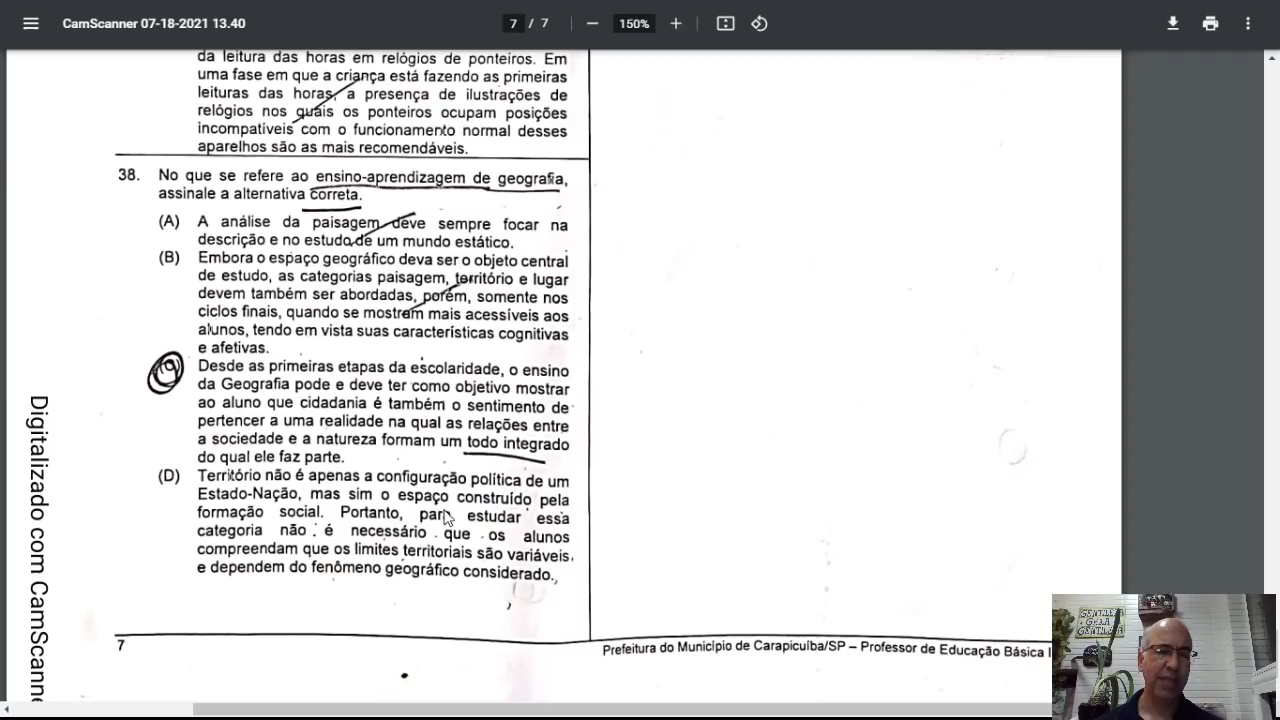 CamScanner 07-18-2021 13.40
7 / 7
150%
da leitura das horas em relógios de ponteiros. Em
uma fase em que a criança está fazendo as primeiras
leituras das horas, a presença de ilustrações de
relógios nos quais os ponteiros ocupam posições
incompatíveis com o funcionamento normal desses
aparelhos são as mais recomendáveis.
38. No que se refere ao ensino-aprendizagem de geografia,
assinale a alternativa correta.
(A) A análise da paisagem deve sempre focar na
descrição e no estudo de um mundo estático.
(B) Embora o espaço geográfico deva ser o objeto central
de estudo, as categorias paisagem, território e lugar
devem também ser abordadas, porém, somente nos
ciclos finais, quando se mostram mais acessíveis aos
alunos, tendo em vista suas características cognitivas
e afetivas.
Desde as primeiras etapas da escolaridade, o ensino
da Geografia pode e deve ter como objetivo mostrar
ao aluno que cidadania é também o sentimento de
pertencer a uma realidade na qual as relações entre
a sociedade e a natureza formam um todo integrado
do qual ele faz parte.
(D) Território não é apenas a configuração política de um
Estado-Nação, mas sim o espaço construído pela
formação social. Portanto, para estudar essa
categoria não é necessário que os alunos
compreendam que os limites territoriais são variáveis
e dependem do fenômeno geográfico considerado.
7
Prefeitura do Município de Carapicuíba/SP – Professor de Educação Básica I
Digitalizado com CamScanne
GENTILEZA
GERA
GENTILEZA